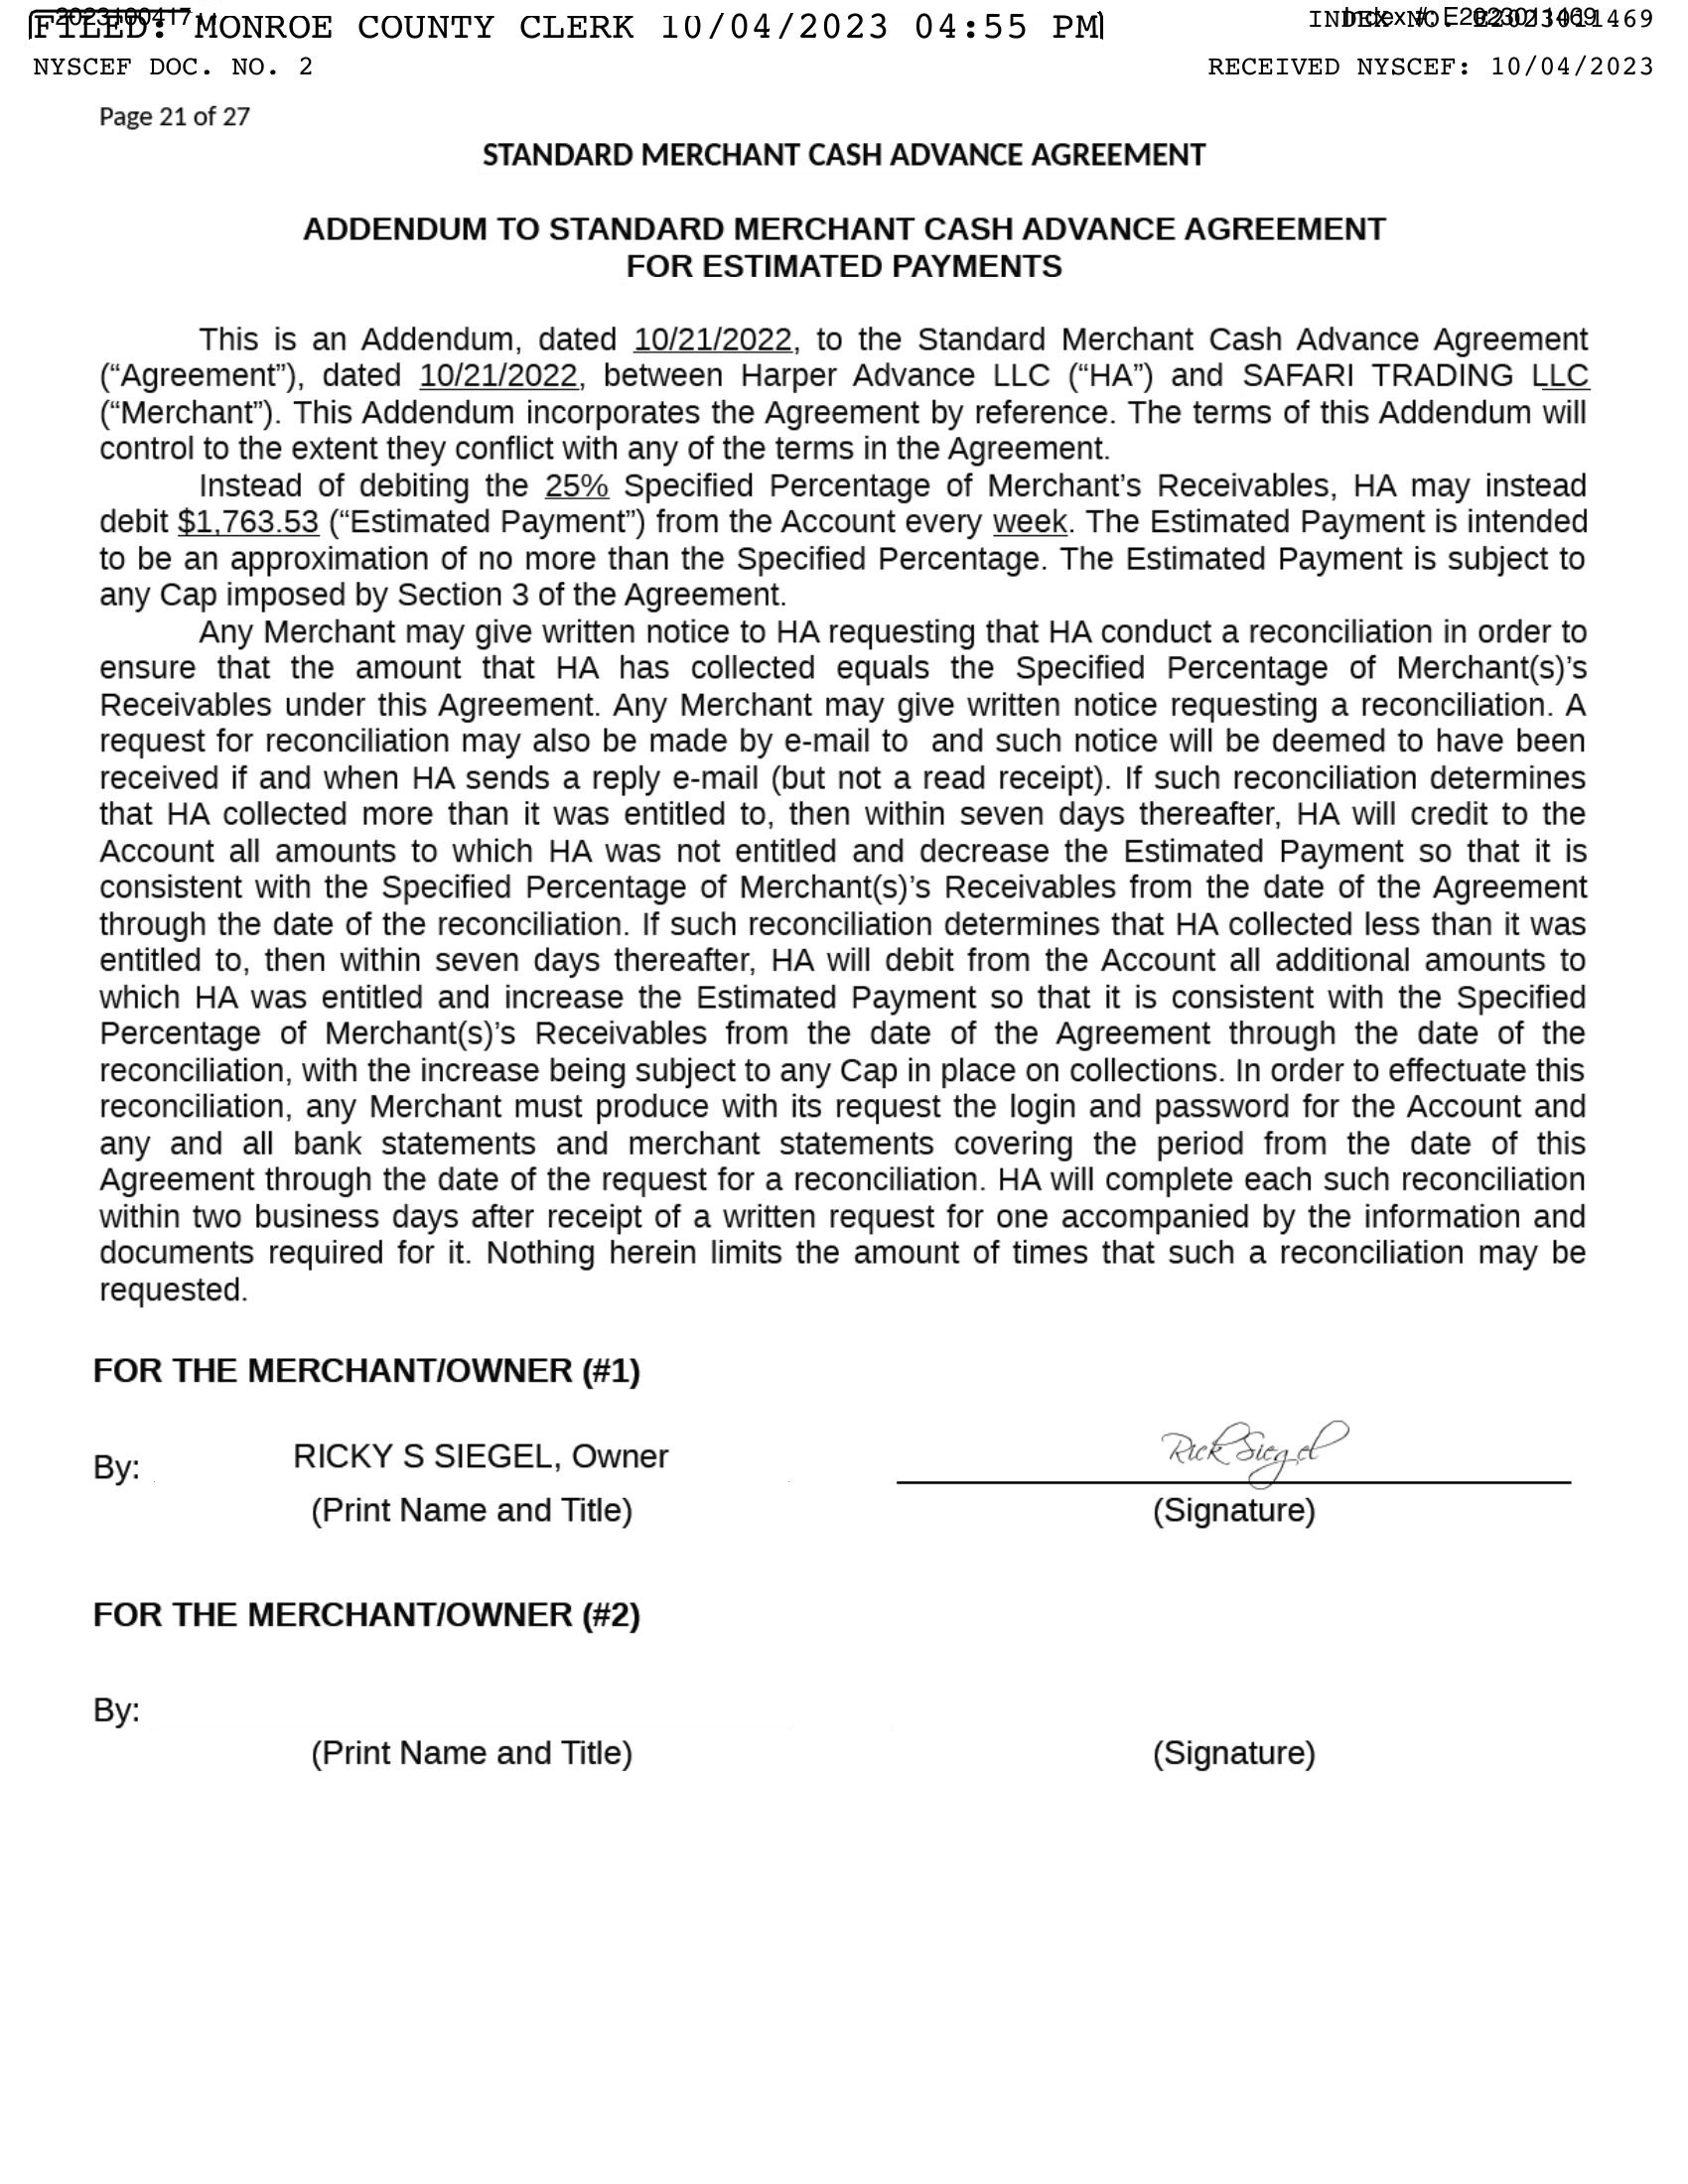 FILED: MONROE COUNTY CLERK 10/04/2023 04:55 PM
INDEX NO. E2023011469
Index #: E2023011469
NYSCEF DOC. NO. 2
RECEIVED NYSCEF: 10/04/2023
Page 21 of 27
STANDARD MERCHANT CASH ADVANCE AGREEMENT
ADDENDUM TO STANDARD MERCHANT CASH ADVANCE AGREEMENT
FOR ESTIMATED PAYMENTS
This is an Addendum, dated 10/21/2022, to the Standard Merchant Cash Advance Agreement
(“Agreement”), dated 10/21/2022, between Harper Advance LLC (“HA”) and SAFARI TRADING LLC
(“Merchant”). This Addendum incorporates the Agreement by reference. The terms of this Addendum will
control to the extent they conflict with any of the terms in the Agreement.
Instead of debiting the 25% Specified Percentage of Merchant’s Receivables, HA may instead
debit $1,763.53 (“Estimated Payment”) from the Account every week. The Estimated Payment is intended
to be an approximation of no more than the Specified Percentage. The Estimated Payment is subject to
any Cap imposed by Section 3 of the Agreement.
Any Merchant may give written notice to HA requesting that HA conduct a reconciliation in order to
ensure that the amount that HA has collected equals the Specified Percentage of Merchant(s)’s
Receivables under this Agreement. Any Merchant may give written notice requesting a reconciliation. A
request for reconciliation may also be made by e-mail to  and such notice will be deemed to have been
received if and when HA sends a reply e-mail (but not a read receipt). If such reconciliation determines
that HA collected more than it was entitled to, then within seven days thereafter, HA will credit to the
Account all amounts to which HA was not entitled and decrease the Estimated Payment so that it is
consistent with the Specified Percentage of Merchant(s)’s Receivables from the date of the Agreement
through the date of the reconciliation. If such reconciliation determines that HA collected less than it was
entitled to, then within seven days thereafter, HA will debit from the Account all additional amounts to
which HA was entitled and increase the Estimated Payment so that it is consistent with the Specified
Percentage of Merchant(s)’s Receivables from the date of the Agreement through the date of the
reconciliation, with the increase being subject to any Cap in place on collections. In order to effectuate this
reconciliation, any Merchant must produce with its request the login and password for the Account and
any and all bank statements and merchant statements covering the period from the date of this
Agreement through the date of the request for a reconciliation. HA will complete each such reconciliation
within two business days after receipt of a written request for one accompanied by the information and
documents required for it. Nothing herein limits the amount of times that such a reconciliation may be
requested.
FOR THE MERCHANT/OWNER (#1)
By: RICKY S SIEGEL, Owner Rick Siegel
(Print Name and Title) (Signature)
FOR THE MERCHANT/OWNER (#2)
By:
(Print Name and Title) (Signature)